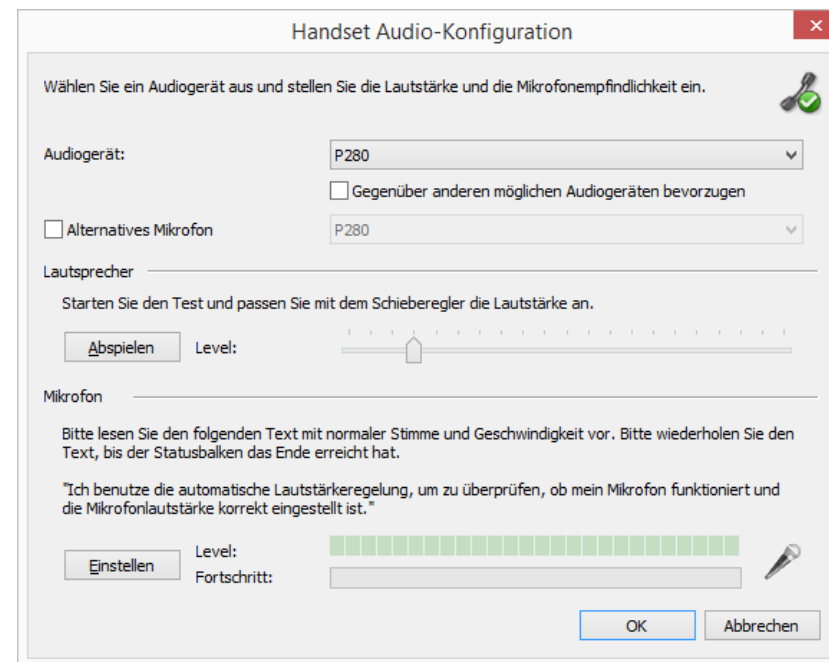 Handset Audio-Konfiguration
Wählen Sie ein Audiogerät aus und stellen Sie die Lautstärke und die Mikrofonempfindlichkeit ein.
Audiogerät:
P280
Gegenüber anderen möglichen Audiogeräten bevorzugen
Alternatives Mikrofon
P280
Lautsprecher
Starten Sie den Test und passen Sie mit dem Schieberegler die Lautstärke an.
Abspielen
Level:
Mikrofon
Bitte lesen Sie den folgenden Text mit normaler Stimme und Geschwindigkeit vor. Bitte wiederholen Sie den
Text, bis der Statusbalken das Ende erreicht hat.
"Ich benutze die automatische Lautstärkeregelung, um zu überprüfen, ob mein Mikrofon funktioniert und
die Mikrofonlautstärke korrekt eingestellt ist."
Einstellen
Level:
Fortschritt:
OK
Abbrechen